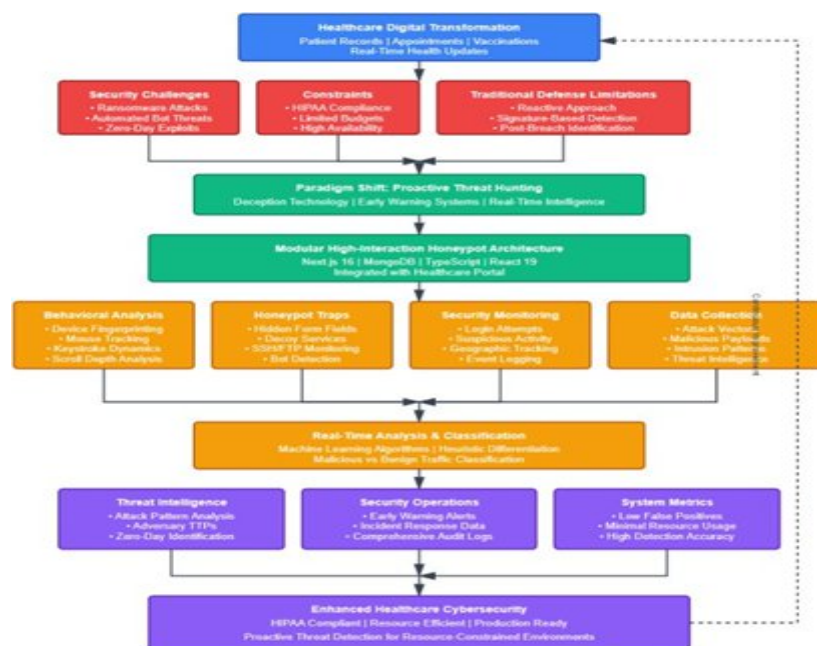 Healthcare Digital Transformation
Patient Records | Appointments | Vaccinations
Real-Time Health Updates
Security Challenges
• Ransomware Attacks
• Automated Bot Threats
• Zero-Day Exploits
Constraints
• HIPAA Compliance
• Limited Budgets
• High Availability
Traditional Defense Limitations
• Reactive Approach
• Signature-Based Detection
• Post-Breach Identification
Paradigm Shift: Proactive Threat Hunting
Deception Technology | Early Warning Systems | Real-Time Intelligence
Modular High-Interaction Honeypot Architecture
Next.js 16 | MongoDB | TypeScript | React 19
Integrated with Healthcare Portal
Behavioral Analysis
• Device Fingerprinting
• Mouse Tracking
• Keystroke Dynamics
• Scroll Depth Analysis
Honeypot Traps
• Hidden Form Fields
• Decoy Services
• SSH/FTP Monitoring
• Bot Detection
Security Monitoring
• Login Attempts
• Suspicious Activity
• Geographic Tracking
• Event Logging
Data Collection
• Attack Vectors
• Malicious Payloads
• Intrusion Patterns
• Threat Intelligence
Real-Time Analysis & Classification
Machine Learning Algorithms | Heuristic Differentiation
Malicious vs Benign Traffic Classification
Threat Intelligence
• Attack Pattern Analysis
• Adversary TTPs
• Zero-Day Identification
Security Operations
• Early Warning Alerts
• Incident Response Data
• Comprehensive Audit Logs
System Metrics
• Low False Positives
• Minimal Resource Usage
• High Detection Accuracy
Enhanced Healthcare Cybersecurity
HIPAA Compliant | Resource Efficient | Production Ready
Proactive Threat Detection for Resource-Constrained Environments